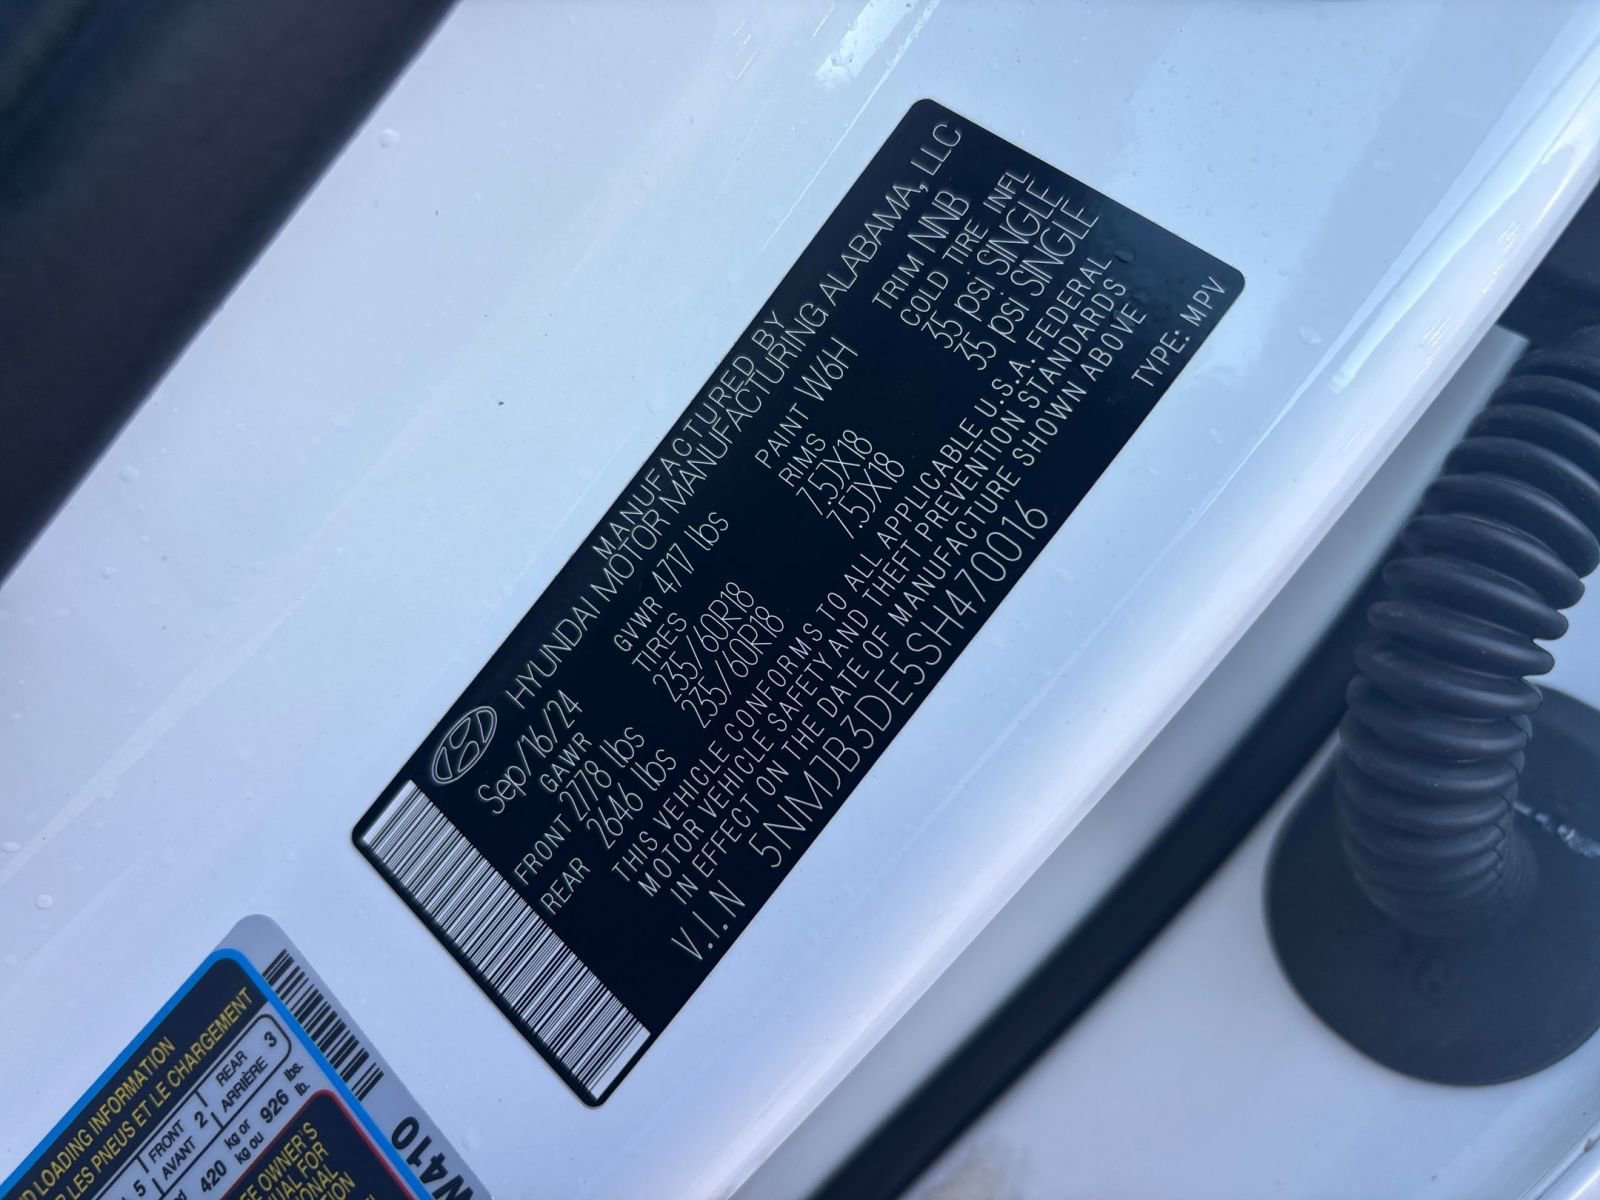 MANUFACTURED BY
HYUNDAI MOTOR MANUFACTURING ALABAMA, LLC
Sep/16/24 GVWR 4717 lbs PAINT W6H TRIM NNB
GAWR TIRES RIMS COLD TIRE INFL.
FRONT 2778 lbs 235/60R18 7.5JX18 35 psi SINGLE
REAR 2646 lbs 235/60R18 7.5JX18 35 psi SINGLE
THIS VEHICLE CONFORMS TO ALL APPLICABLE U.S.A. FEDERAL
MOTOR VEHICLE SAFETY AND THEFT PREVENTION STANDARDS
IN EFFECT ON THE DATE OF MANUFACTURE SHOWN ABOVE
V.I.N 5NMJB3DE5SH470016 TYPE: MPV
LOADING INFORMATION
LES PNEUS ET LE CHARGEMENT
5 FRONT 2 REAR 3
AVANT ARRIÈRE
420 kg or 926 lbs.
kg ou lb.
OWNER'S
FOR
W410